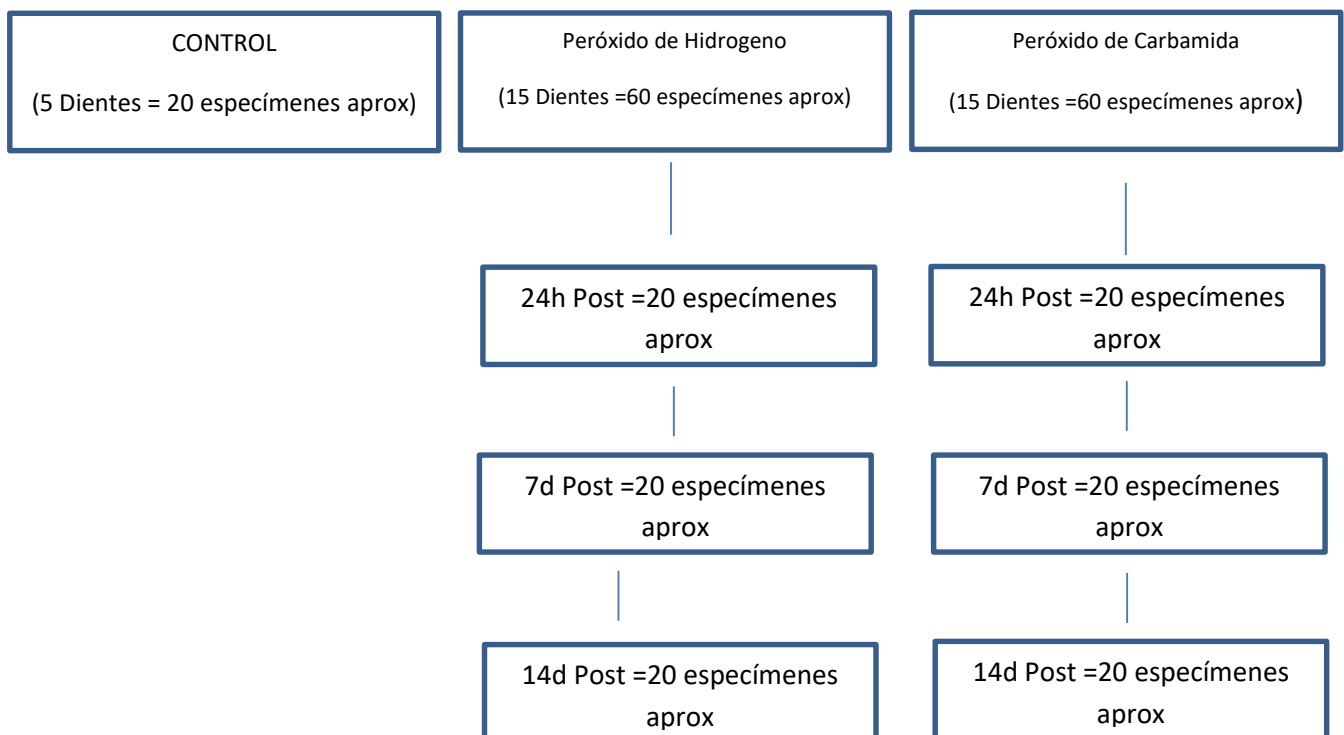 CONTROL
(5 Dientes = 20 especímenes aprox)
Peróxido de Hidrogeno
(15 Dientes =60 especímenes aprox)
Peróxido de Carbamida
(15 Dientes =60 especímenes aprox)
24h Post =20 especímenes
aprox
24h Post =20 especímenes
aprox
7d Post =20 especímenes
aprox
7d Post =20 especímenes
aprox
14d Post =20 especímenes
aprox
14d Post =20 especímenes
aprox